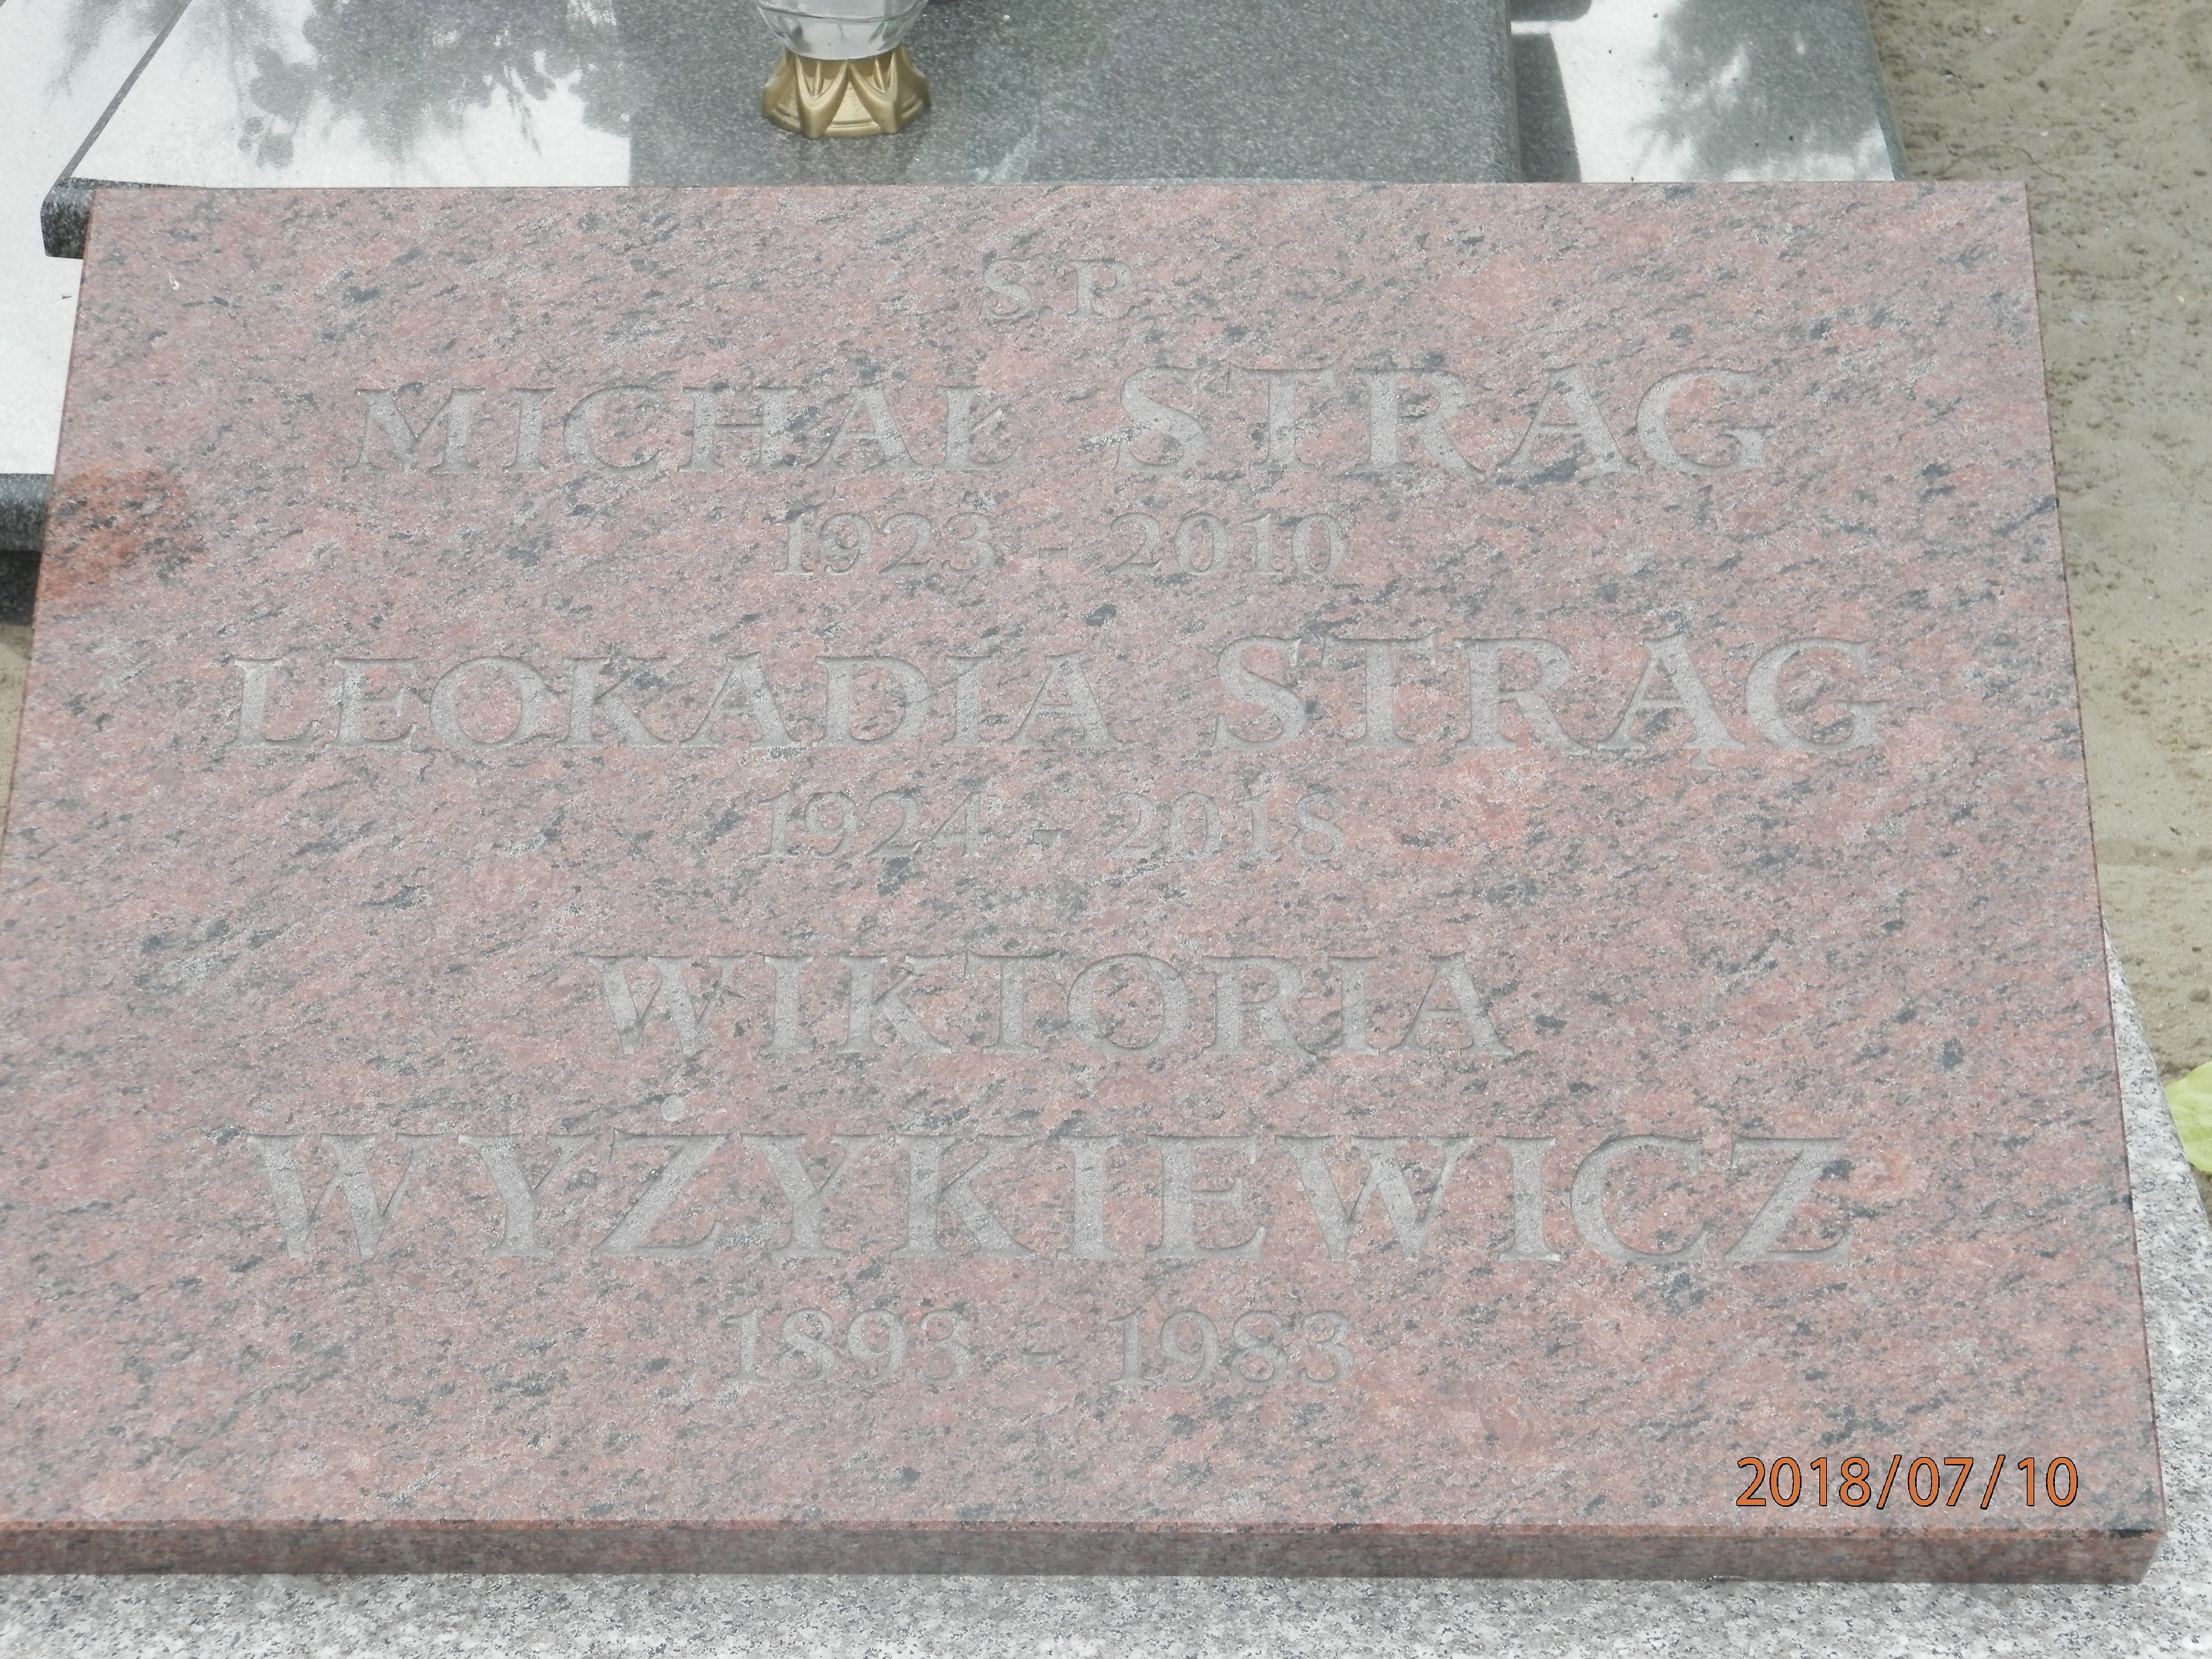 S.P.
MICHAŁ STRĄG
1923 - 2010
LEOKADIA STRĄG
1924 - 2018
WIKTORIA
WYŻYKIEWICZ
1893 - 1983
2018/07/10